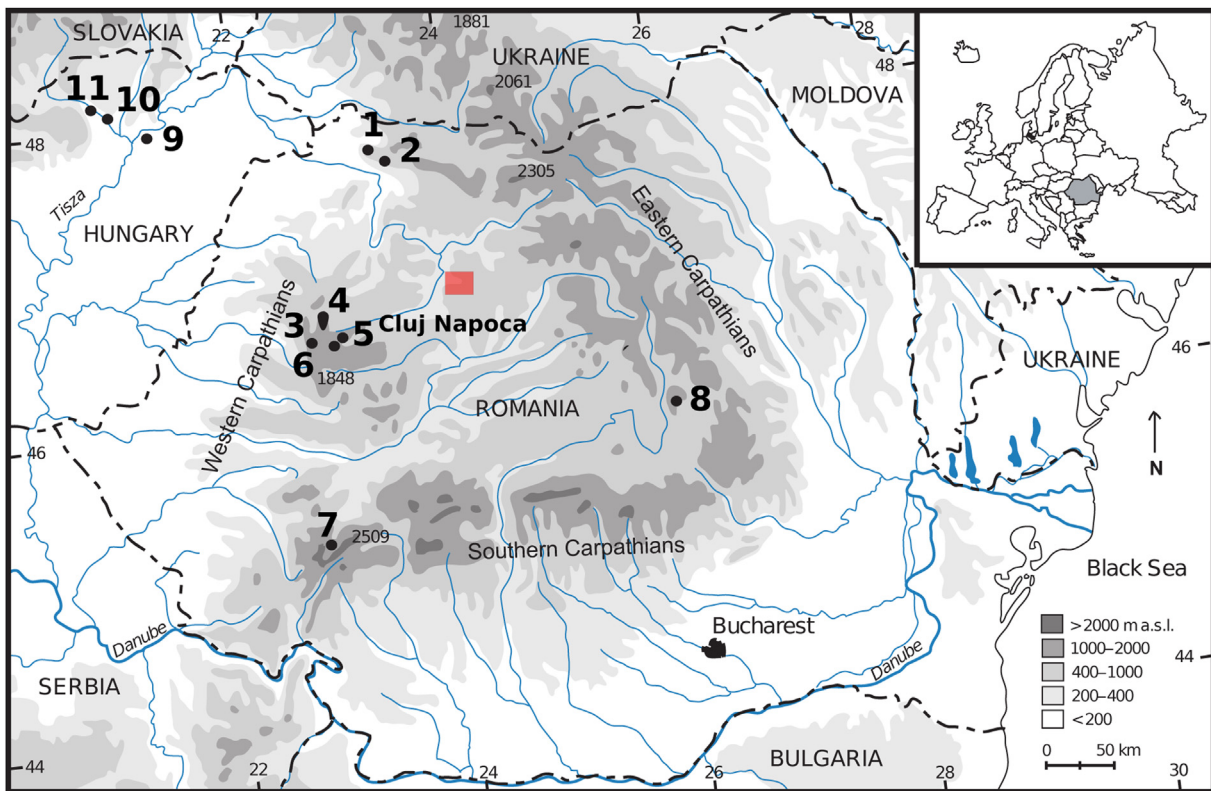 SLOVAKIA
22
24
1881
26
28
UKRAINE
2061
48
MOLDOVA
11
10
9
1
2
48
2305
Tisza
HUNGARY
Eastern Carpathians
4
3
5
Cluj Napoca
6
1848
Western Carpathians
ROMANIA
8
46
UKRAINE
46
N
7
2509
Southern Carpathians
Black Sea
Bucharest
Danube
Danube
SERBIA
BULGARIA
>2000 m a.s.l.
1000–2000
400–1000
200–400
<200
0 50 km
44
44
22
24
26
28
30